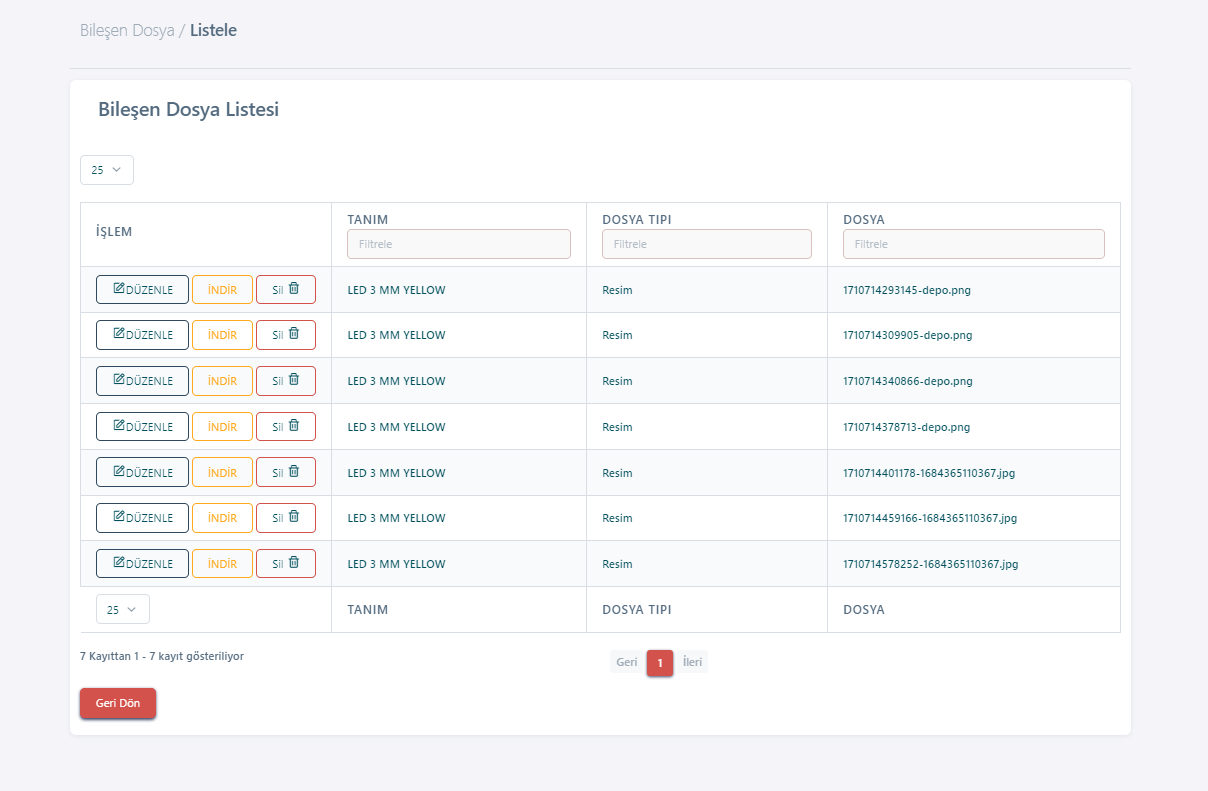 Bileşen Dosya / Listele
Bileşen Dosya Listesi
25
İŞLEM TANIM DOSYA TIPI DOSYA
Filtrele Filtrele Filtrele
DÜZENLE İNDİR Sil LED 3 MM YELLOW Resim 1710714293145-depo.png
DÜZENLE İNDİR Sil LED 3 MM YELLOW Resim 1710714309905-depo.png
DÜZENLE İNDİR Sil LED 3 MM YELLOW Resim 1710714340866-depo.png
DÜZENLE İNDİR Sil LED 3 MM YELLOW Resim 1710714378713-depo.png
DÜZENLE İNDİR Sil LED 3 MM YELLOW Resim 1710714401178-1684365110367.jpg
DÜZENLE İNDİR Sil LED 3 MM YELLOW Resim 1710714459166-1684365110367.jpg
DÜZENLE İNDİR Sil LED 3 MM YELLOW Resim 1710714578252-1684365110367.jpg
25 TANIM DOSYA TIPI DOSYA
7 Kayıttan 1 - 7 kayıt gösteriliyor Geri 1 İleri
Geri Dön